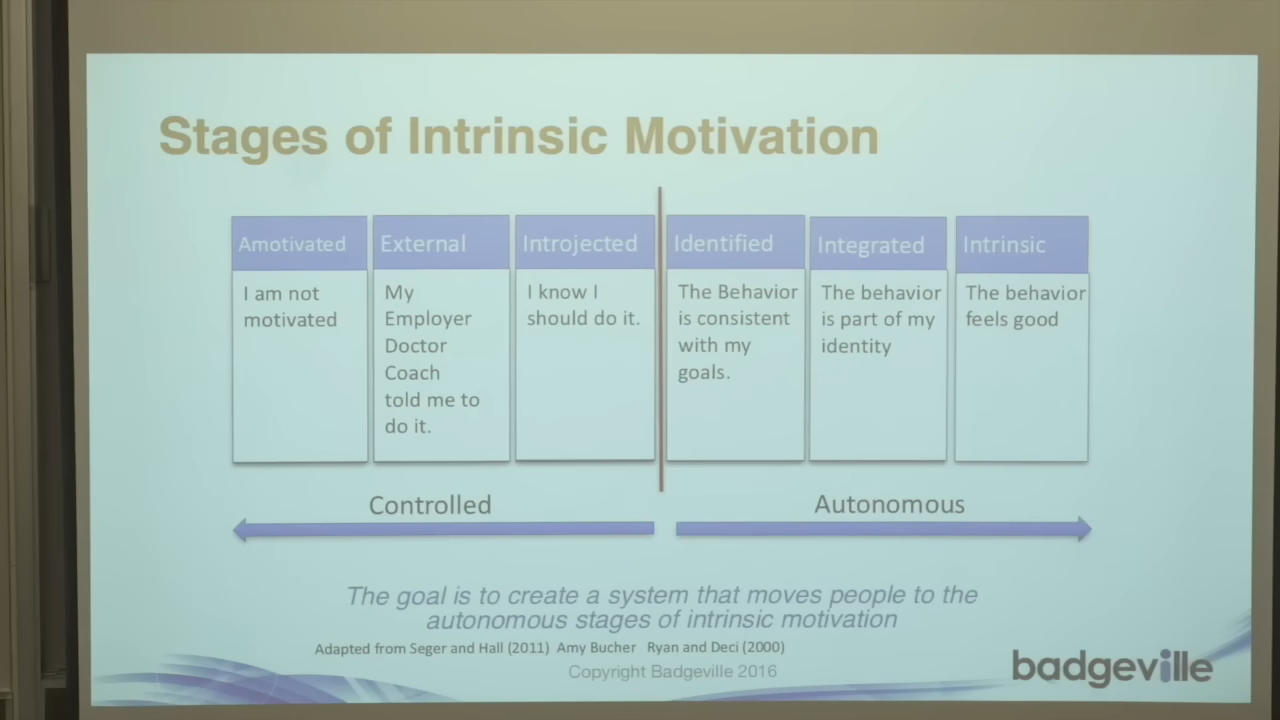 Stages of Intrinsic Motivation
Amotivated
I am not
motivated
External
My
Employer
Doctor
Coach
told me to
do it.
Introjected
I know I
should do it.
Identified
The Behavior
is consistent
with my
goals.
Integrated
The behavior
is part of my
identity
Intrinsic
The behavior
feels good
Controlled
Autonomous
The goal is to create a system that moves people to the
autonomous stages of intrinsic motivation
Adapted from Seger and Hall (2011) Amy Bucher Ryan and Deci (2000)
Copyright Badgeville 2016
badgeville